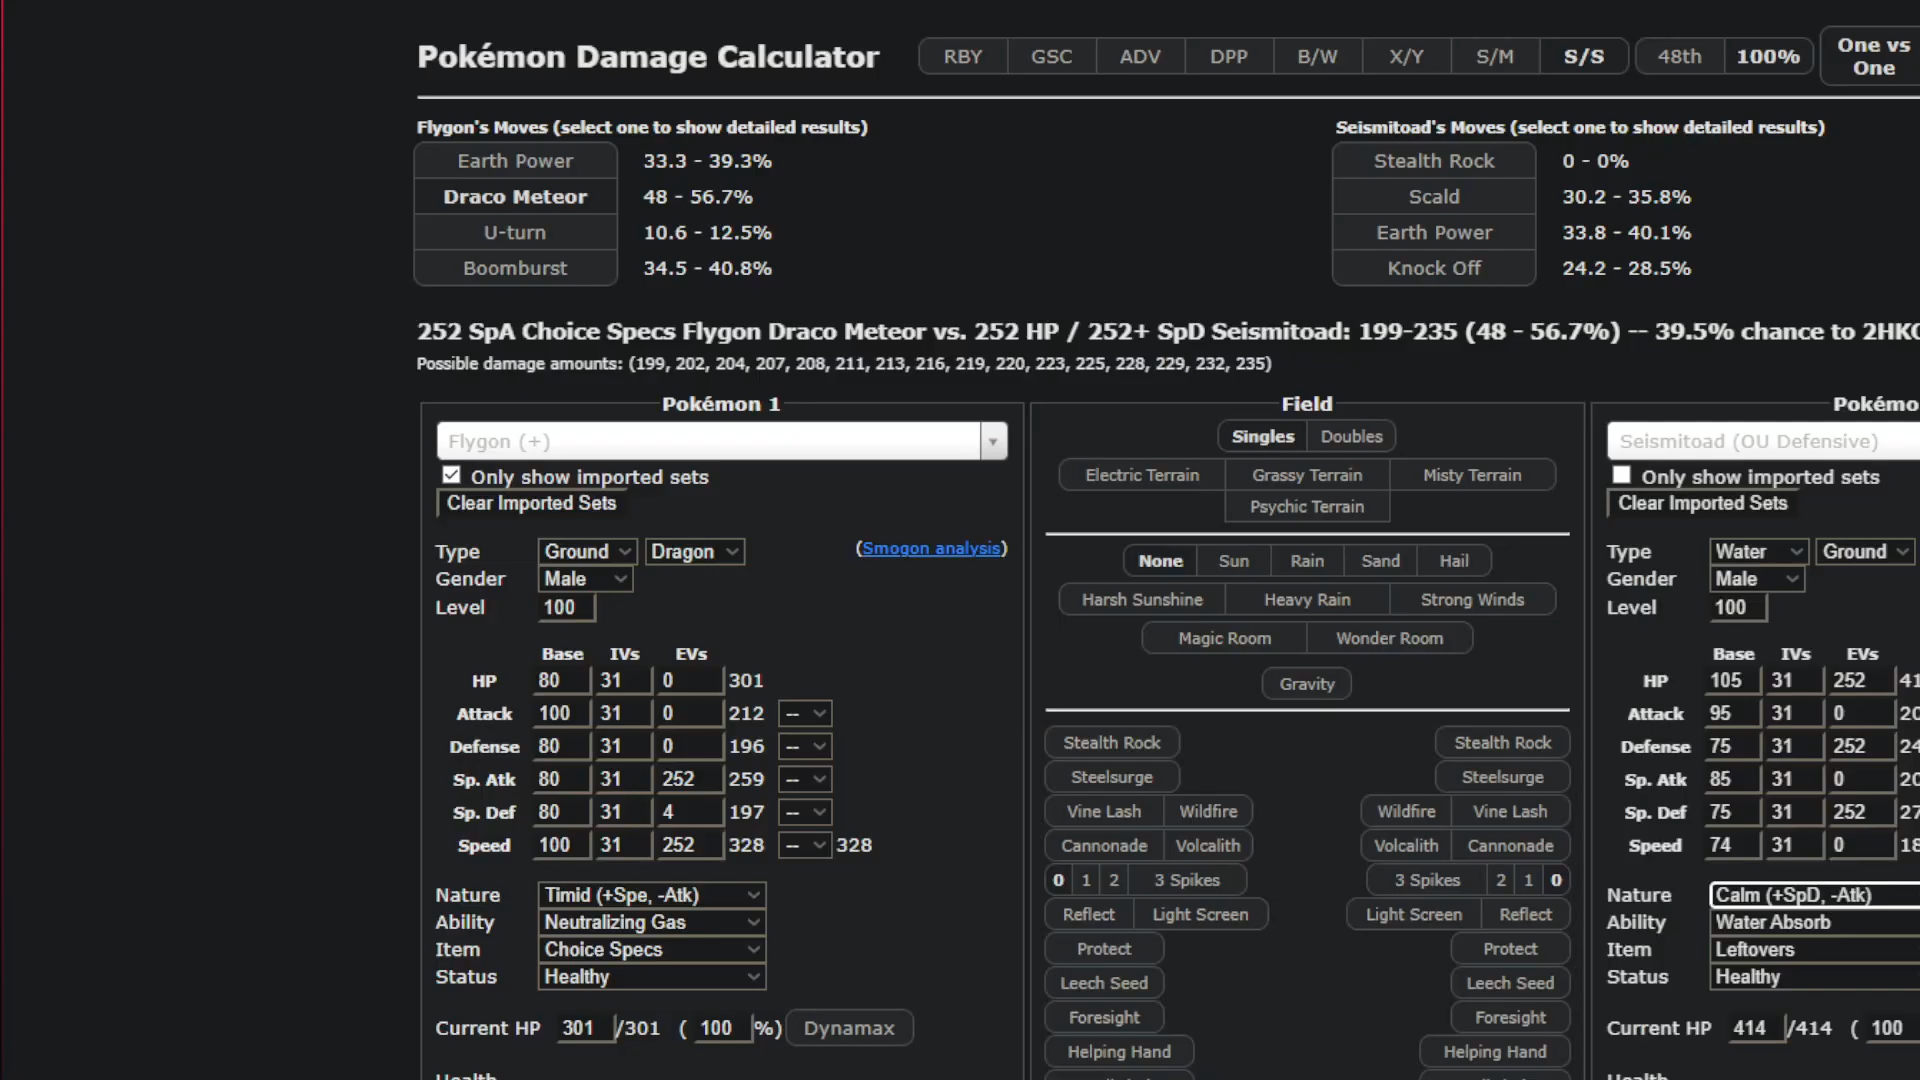 Pokémon Damage Calculator RBY GSC ADV DPP B/W X/Y S/M S/S 48th 100% One vs One
Flygon's Moves (select one to show detailed results) Seismitoad's Moves (select one to show detailed results)
Earth Power 33.3 - 39.3% Stealth Rock 0 - 0%
Draco Meteor 48 - 56.7% Scald 30.2 - 35.8%
U-turn 10.6 - 12.5% Earth Power 33.8 - 40.1%
Boomburst 34.5 - 40.8% Knock Off 24.2 - 28.5%
252 SpA Choice Specs Flygon Draco Meteor vs. 252 HP / 252+ SpD Seismitoad: 199-235 (48 - 56.7%) -- 39.5% chance to 2HKO
Possible damage amounts: (199, 202, 204, 207, 208, 211, 213, 216, 219, 220, 223, 225, 228, 229, 232, 235)
Pokémon 1
Flygon (+)
Only show imported sets
Clear Imported Sets
Type Ground Dragon (Smogon analysis)
Gender Male
Level 100
Base IVs EVs
HP 80 31 0 301
Attack 100 31 0 212 --
Defense 80 31 0 196 --
Sp. Atk 80 31 252 259 --
Sp. Def 80 31 4 197 --
Speed 100 31 252 328 -- 328
Nature Timid (+Spe, -Atk)
Ability Neutralizing Gas
Item Choice Specs
Status Healthy
Current HP 301 /301 ( 100 %) Dynamax
Field
Singles Doubles
Electric Terrain Grassy Terrain Misty Terrain
Psychic Terrain
None Sun Rain Sand Hail
Harsh Sunshine Heavy Rain Strong Winds
Magic Room Wonder Room
Gravity
Stealth Rock Stealth Rock
Steelsurge Steelsurge
Vine Lash Wildfire Wildfire Vine Lash
Cannonade Volcalith Volcalith Cannonade
0 1 2 3 Spikes 3 Spikes 2 1 0
Reflect Light Screen Light Screen Reflect
Protect Protect
Leech Seed Leech Seed
Foresight Foresight
Helping Hand Helping Hand
Pokémo
Seismitoad (OU Defensive)
Only show imported sets
Clear Imported Sets
Type Water Ground
Gender Male
Level 100
Base IVs EVs
HP 105 31 252 41
Attack 95 31 0 20
Defense 75 31 252 24
Sp. Atk 85 31 0 20
Sp. Def 75 31 252 27
Speed 74 31 0 18
Nature Calm (+SpD, -Atk)
Ability Water Absorb
Item Leftovers
Status Healthy
Current HP 414 /414 ( 100